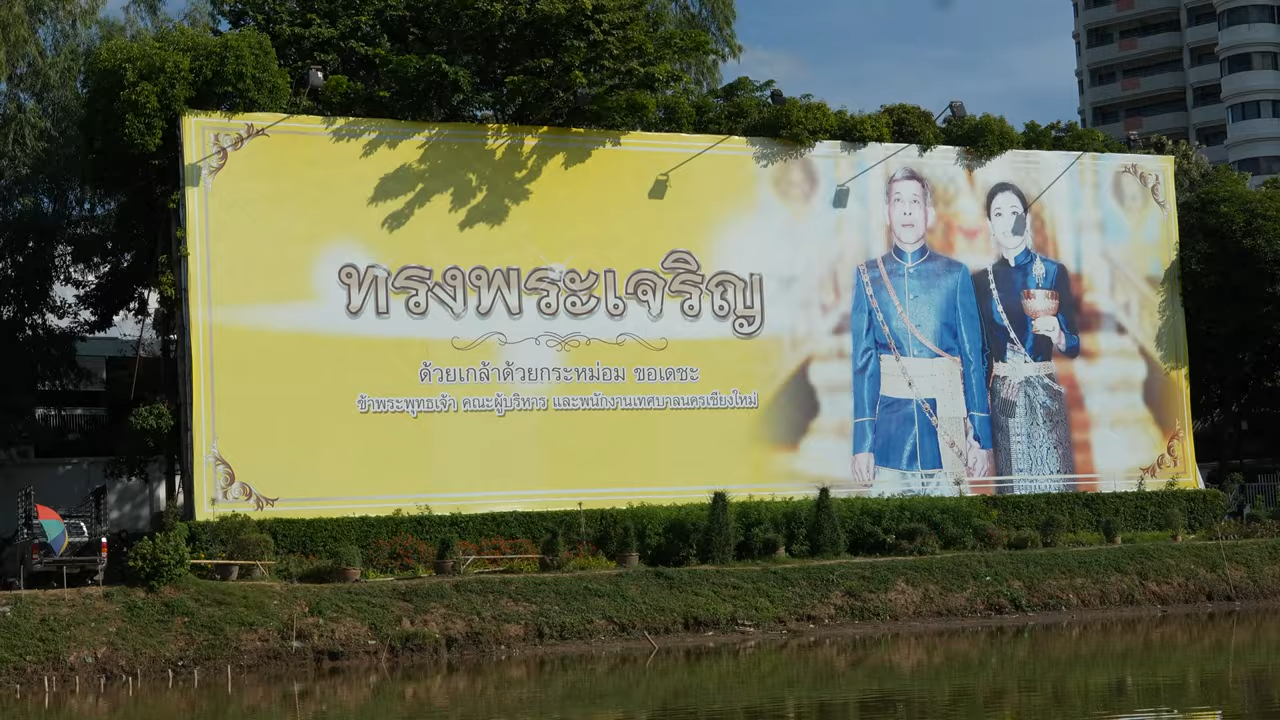 ทรงพระเจริญ
ด้วยเกล้าด้วยกระหม่อม ขอเดชะ
ข้าพระพุทธเจ้า คณะผู้บริหาร และพนักงานเทศบาลนครเชียงใหม่